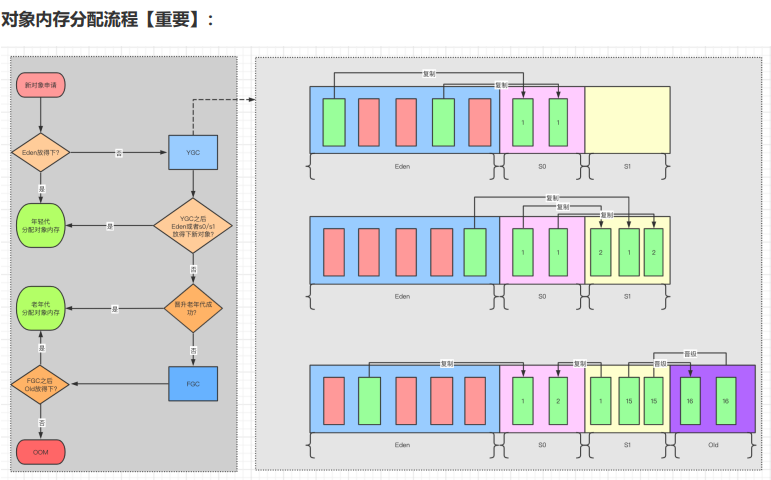 对象内存分配流程【重要】：
新对象申请
Eden放得下?
否
YGC
是
年轻代
分配对象内存
是
YGC之后
Eden或者s0/s1
放得下新对象?
否
老年代
分配对象内存
是
晋升老年代成
功?
是
否
FGC之后
Old放得下?
FGC
否
OOM
复制
复制
1
1
Eden
S0
S1
复制
复制
复制
1
1
2
1
2
Eden
S0
S1
晋级
复制
复制
晋级
1
2
1
15
15
16
16
Eden
S0
S1
Old